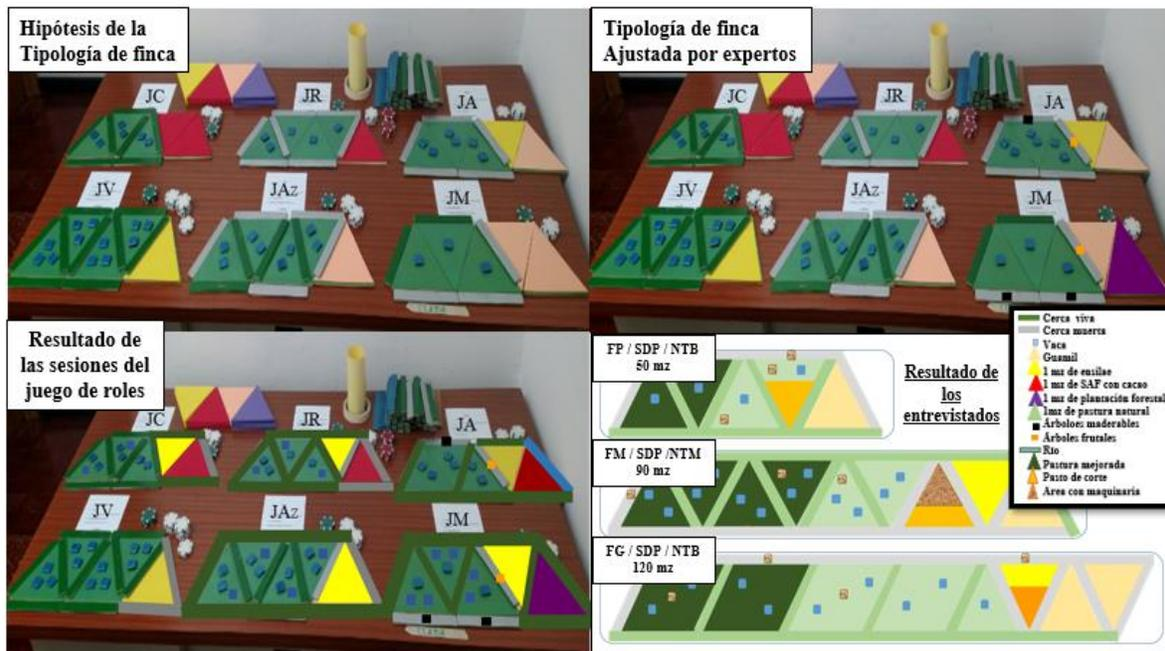 Hipótesis de la
Tipología de finca
JC
JR
JA
JV
JAz
JM
Tipología de finca
Ajustada por expertos
JC
JR
JA
JV
JAz
JM
Resultado de
las sesiones del
juego de roles
JC
JR
JA
JV
JAz
JM
FP / SDP / NTB
50 mz
Resultado de
los
entrevistados
FM / SDP /NTM
90 mz
FG / SDP / NTB
120 mz
Cerca viva
Cerca muerta
Vaca
Guamil
1 mz de ensilae
1 mz de SAF con cacao
1 mz de plantación forestal
1mz de pastura natural
Árboloes maderables
Árboles frutales
Río
Pastura mejorada
Pasto de corte
Area con maquinaria